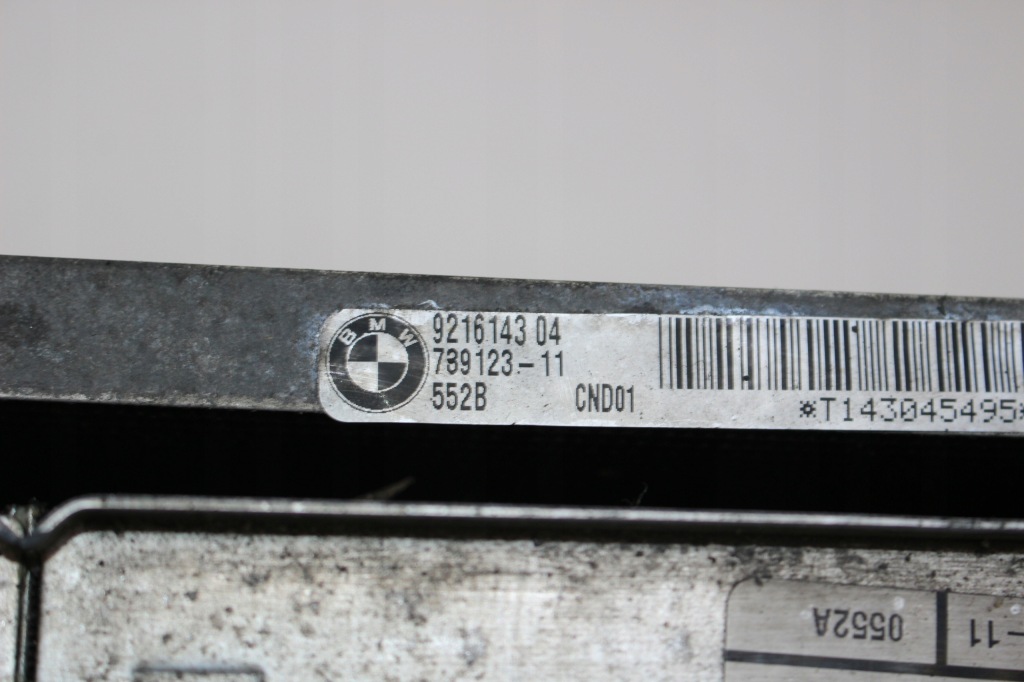 BMW
9216143 04
789123-11
552B CND01
*T143045495*
0552A
-11